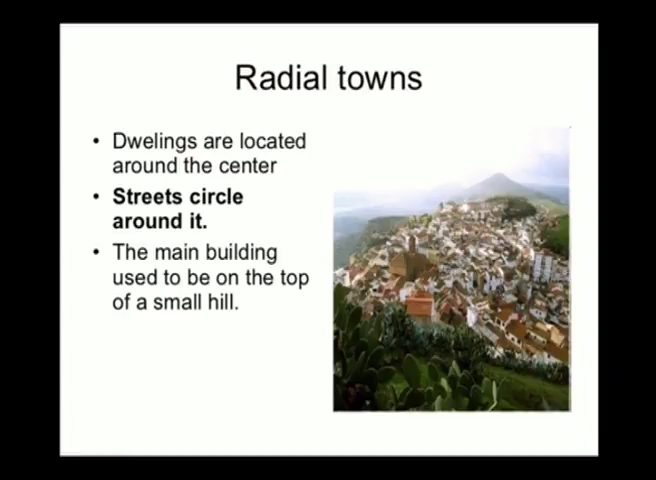 Radial towns
• Dwelings are located
around the center
• Streets circle
around it.
• The main building
used to be on the top
of a small hill.